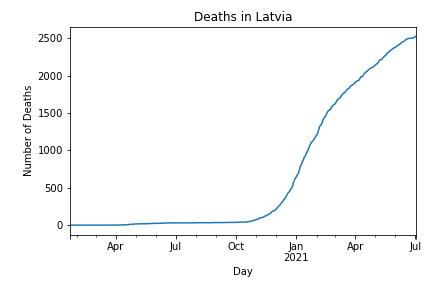 Deaths in Latvia
2500
2000
1500
1000
500
0
Number of Deaths
Apr
Jul
Oct
Jan
2021
Apr
Jul
Day